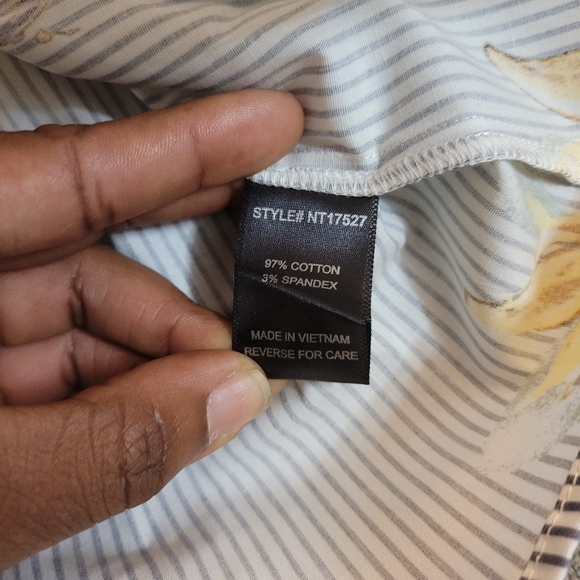 STYLE# NT17527
97% COTTON
3% SPANDEX
MADE IN VIETNAM
REVERSE FOR CARE